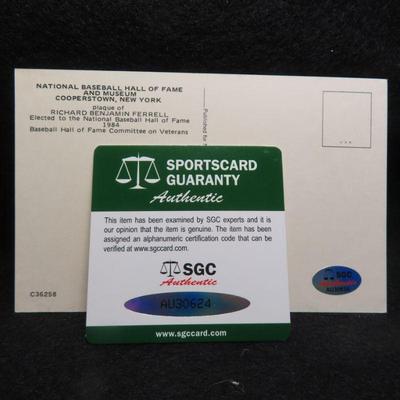 NATIONAL BASEBALL HALL OF FAME
AND MUSEUM
COOPERSTOWN, NEW YORK
plaque of
RICHARD BENJAMIN FERRELL
Elected to the National Baseball Hall of Fame
1984
Baseball Hall of Fame Committee on Veterans
Published
SPORTSCARD
GUARANTY
Authentic
This item has been examined by SGC experts and it is
our opinion that the item is genuine. The item has been
assigned an alphanumeric certification code that can be
verified at www.sgccard.com.
SGC
Authentic
AU30624
www.sgccard.com
C36258
SGC
AU30624